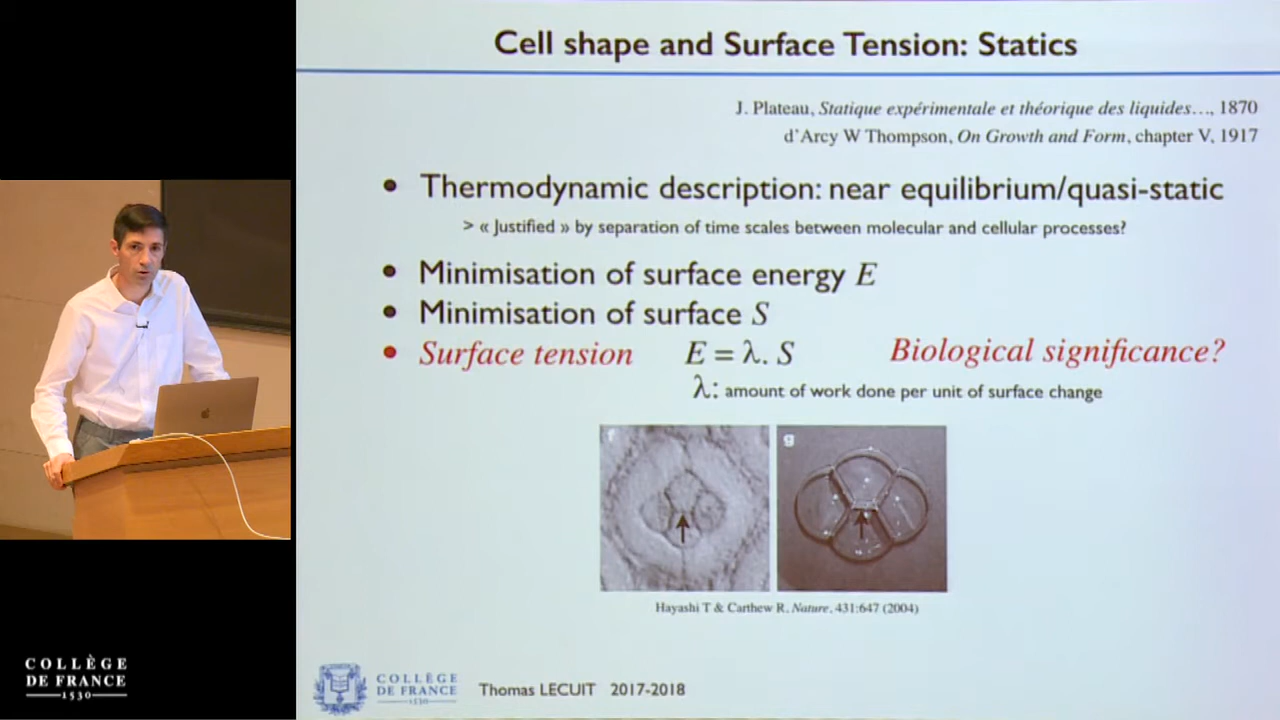 Cell shape and Surface Tension: Statics
J. Plateau, Statique expérimentale et théorique des liquides…, 1870
d'Arcy W Thompson, On Growth and Form, chapter V, 1917
• Thermodynamic description: near equilibrium/quasi-static
> « Justified » by separation of time scales between molecular and cellular processes?
• Minimisation of surface energy E
• Minimisation of surface S
• Surface tension E = λ. S Biological significance?
λ: amount of work done per unit of surface change
f g
Hayashi T & Carthew R, Nature, 431:647 (2004)
COLLÈGE
DE FRANCE
1530
COLLÈGE
DE FRANCE
1530
Thomas LECUIT 2017-2018